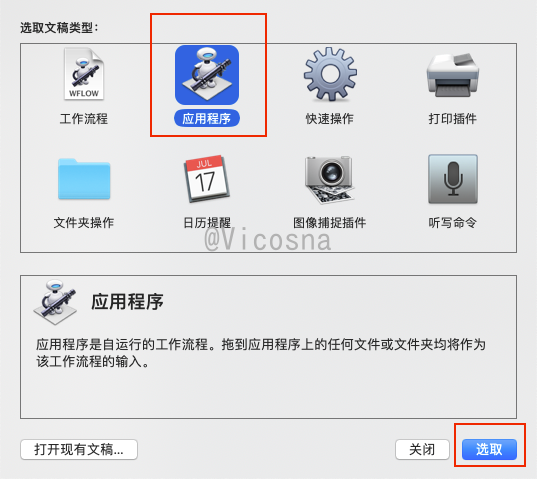 选取文稿类型：
WFLOW
工作流程
应用程序
快速操作
打印插件
JUL
17
文件夹操作
日历提醒
图像捕捉插件
听写命令
@Vicosna
应用程序
应用程序是自运行的工作流程。拖到应用程序上的任何文件或文件夹均将作为
该工作流程的输入。
打开现有文稿...
关闭
选取